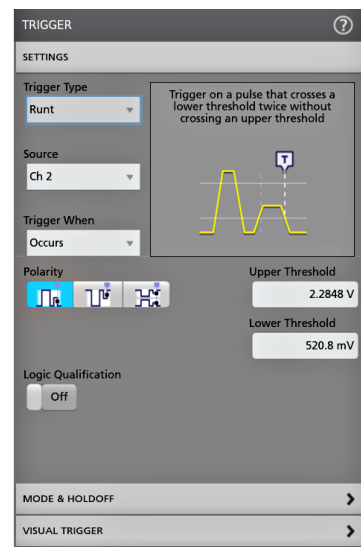 TRIGGER
?
SETTINGS
Trigger Type
Runt
Trigger on a pulse that crosses a
lower threshold twice without
crossing an upper threshold
T
Source
Ch 2
Trigger When
Occurs
Polarity
Upper Threshold
2.2848 V
Lower Threshold
520.8 mV
Logic Qualification
Off
MODE & HOLDOFF
VISUAL TRIGGER